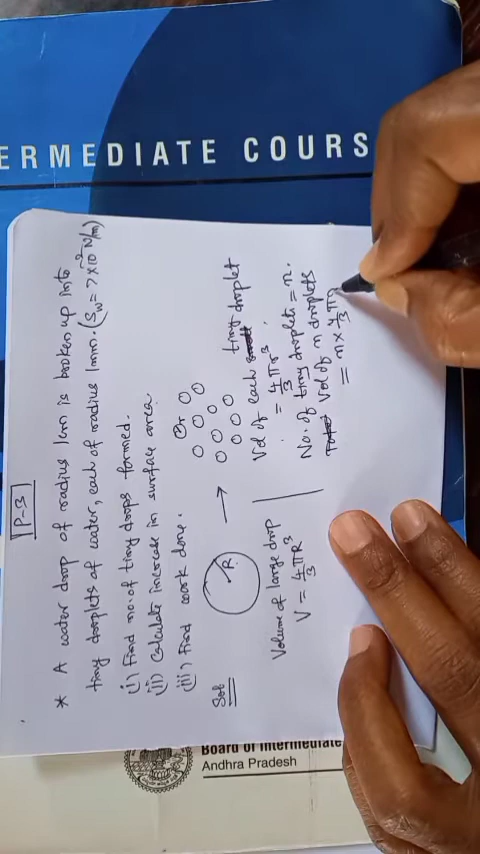 ERMEDIATE COURS
P-3
* A water drop of radius 1cm is broken up into
tiny droplets of water, each of radius 1mm. (Sw = 7×10⁻² N/m)
(i) Find no. of tiny drops formed.
(ii) Calculate increase in surface area.
(iii) Find work done.
Sol
R
r
Volume of large drop
V = 4/3 πR³
Vol of each tiny droplet
= 4/3 πr³.
No. of tiny droplets = n.
Vol of n droplets
= n × 4/3 π
Board of Intermediate
Andhra Pradesh